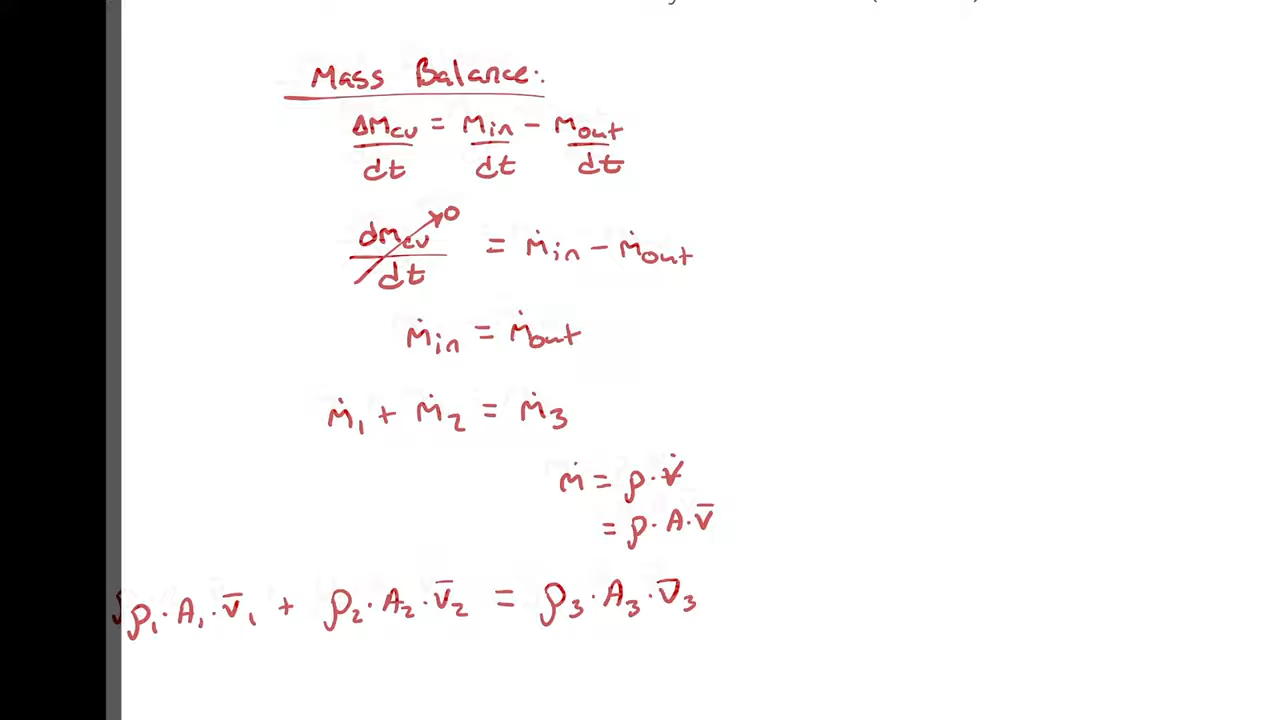 Mass Balance:
ΔMcv/dt = Min/dt − Mout/dt
dMcv/dt → 0 = ṁin − ṁout
ṁin = ṁout
ṁ1 + ṁ2 = ṁ3
ṁ = ρ · V̇
= ρ · A · v̅
ρ1 · A1 · v̅1 + ρ2 · A2 · v̅2 = ρ3 · A3 · v̅3